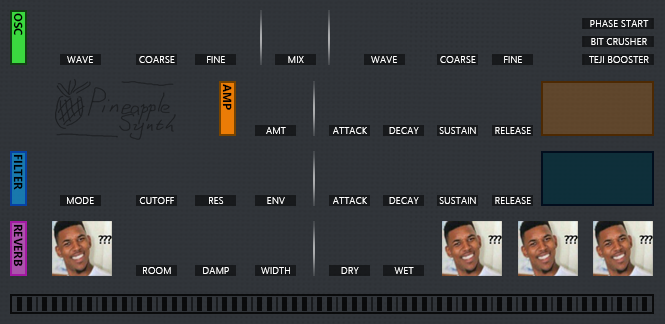 OSC
PHASE START
BIT CRUSHER
WAVE COARSE FINE MIX WAVE COARSE FINE TEJI BOOSTER
Pineapple
Synth
AMP
AMT ATTACK DECAY SUSTAIN RELEASE
FILTER
MODE CUTOFF RES ENV ATTACK DECAY SUSTAIN RELEASE
REVERB
??? ??? ??? ???
ROOM DAMP WIDTH DRY WET